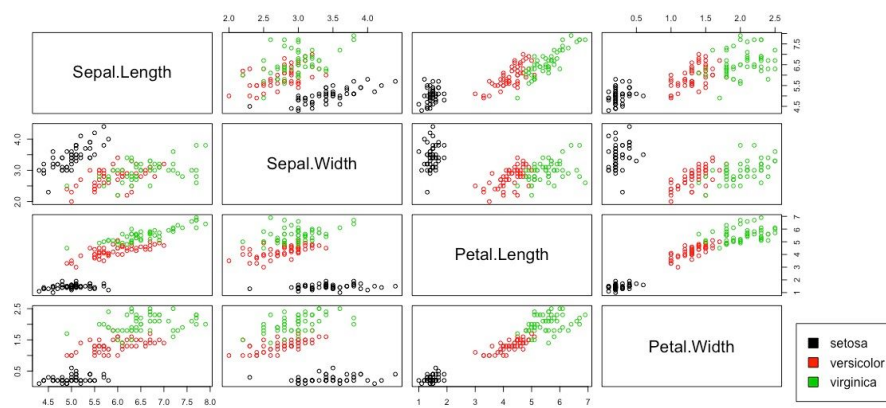 2.0 2.5 3.0 3.5 4.0
0.5 1.5 2.5
Sepal.Length
4.5 5.5 6.5 7.5
2.0 3.0 4.0
Sepal.Width
Petal.Length
1 2 3 4 5 6 7
0.5 1.5 2.5
Petal.Width
4.5 5.0 5.5 6.0 6.5 7.0 7.5 8.0
1 2 3 4 5 6 7
setosa
versicolor
virginica